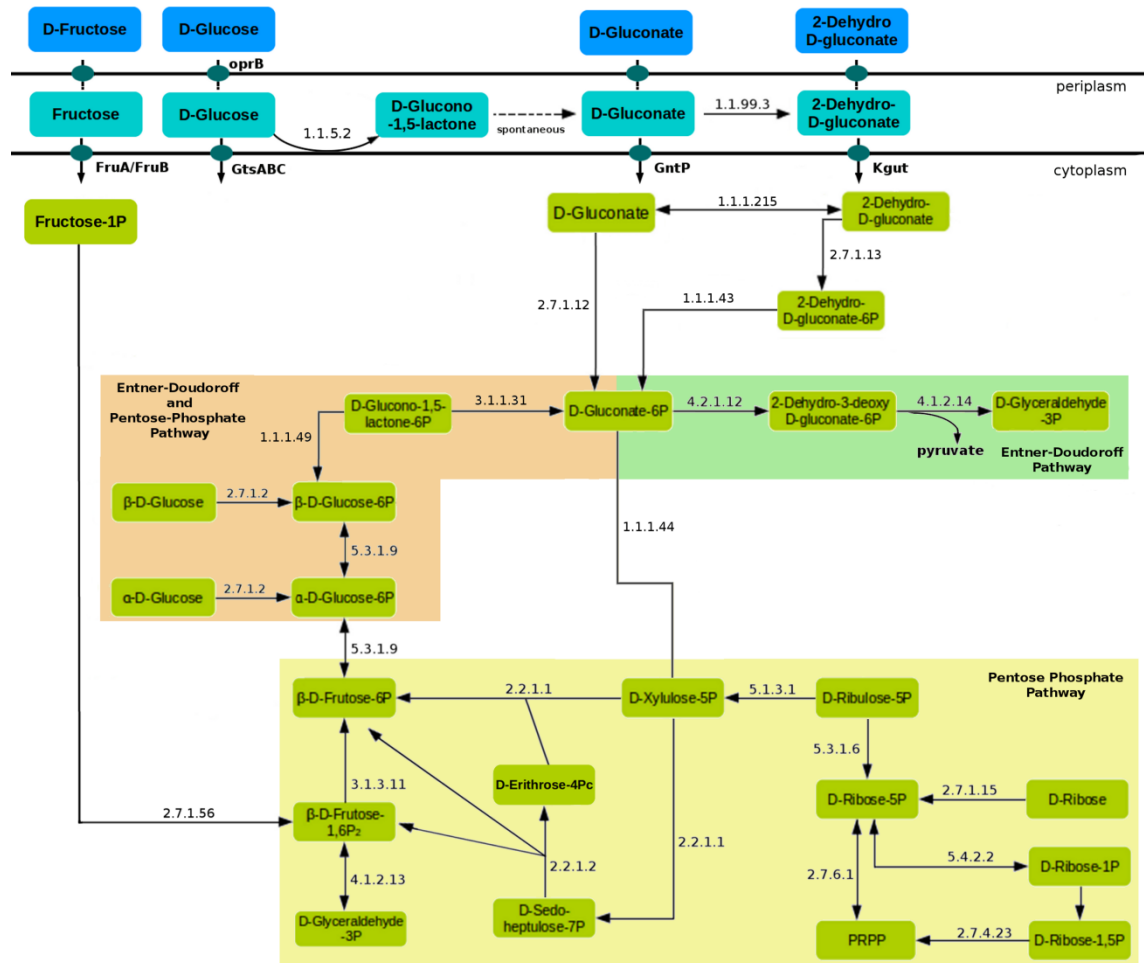 D-Fructose
D-Glucose
D-Gluconate
2-Dehydro
D-gluconate
oprB
periplasm
Fructose
D-Glucose
1.1.5.2
D-Glucono
-1,5-lactone
spontaneous
D-Gluconate
1.1.99.3
2-Dehydro-
D-gluconate
FruA/FruB
GtsABC
GntP
Kgut
cytoplasm
Fructose-1P
D-Gluconate
1.1.1.215
2-Dehydro-
D-gluconate
2.7.1.13
2.7.1.12
1.1.1.43
2-Dehydro-
D-gluconate-6P
Entner-Doudoroff
and
Pentose-Phosphate
Pathway
D-Glucono-1,5-
lactone-6P
3.1.1.31
D-Gluconate-6P
4.2.1.12
2-Dehydro-3-deoxy
D-gluconate-6P
4.1.2.14
D-Glyceraldehyde
-3P
pyruvate
Entner-Doudoroff
Pathway
1.1.1.49
β-D-Glucose
2.7.1.2
β-D-Glucose-6P
1.1.1.44
5.3.1.9
α-D-Glucose
2.7.1.2
α-D-Glucose-6P
5.3.1.9
Pentose Phosphate
Pathway
β-D-Frutose-6P
2.2.1.1
D-Xylulose-5P
5.1.3.1
D-Ribulose-5P
5.3.1.6
3.1.3.11
D-Erithrose-4Pc
D-Ribose-5P
2.7.1.15
D-Ribose
2.7.1.56
β-D-Frutose-
1,6P₂
2.2.1.2
2.2.1.1
5.4.2.2
D-Ribose-1P
2.7.6.1
4.1.2.13
D-Glyceraldehyde
-3P
D-Sedo-
heptulose-7P
PRPP
2.7.4.23
D-Ribose-1,5P